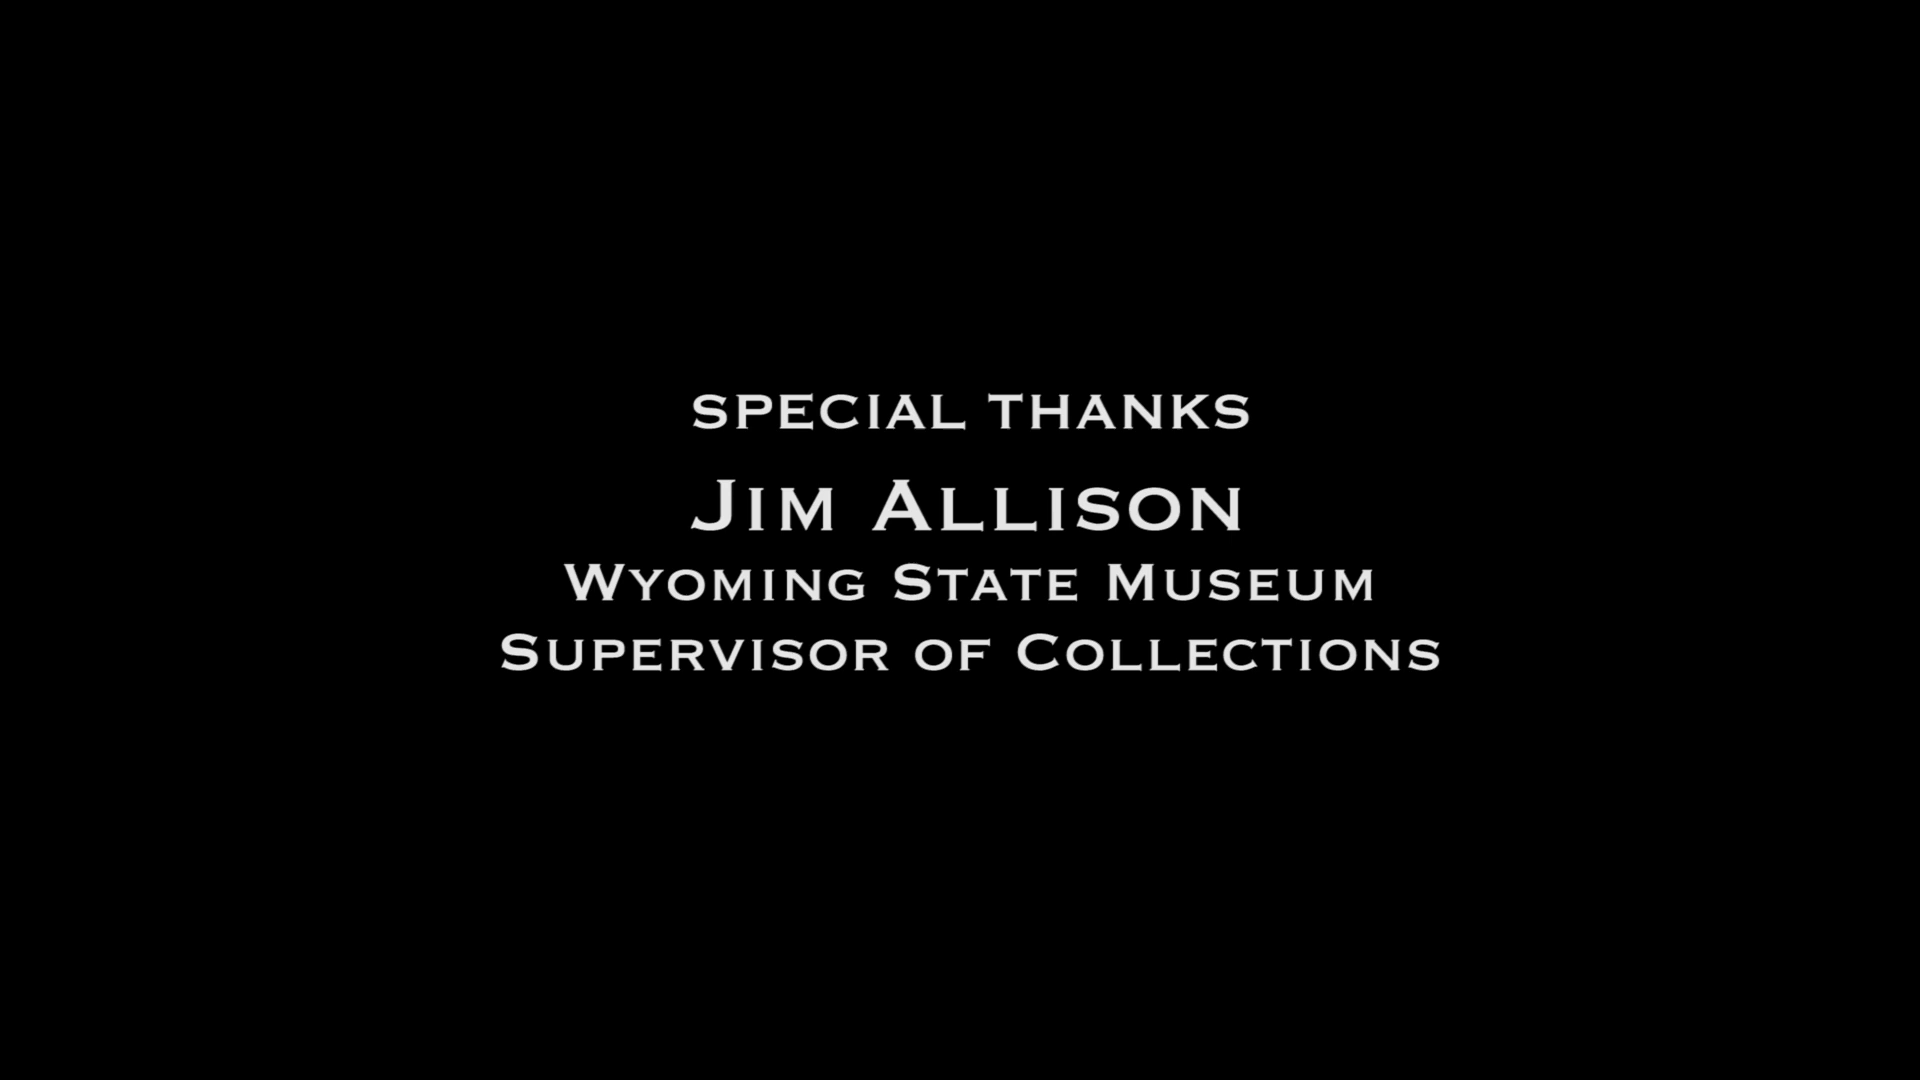 SPECIAL THANKS
JIM ALLISON
WYOMING STATE MUSEUM
SUPERVISOR OF COLLECTIONS